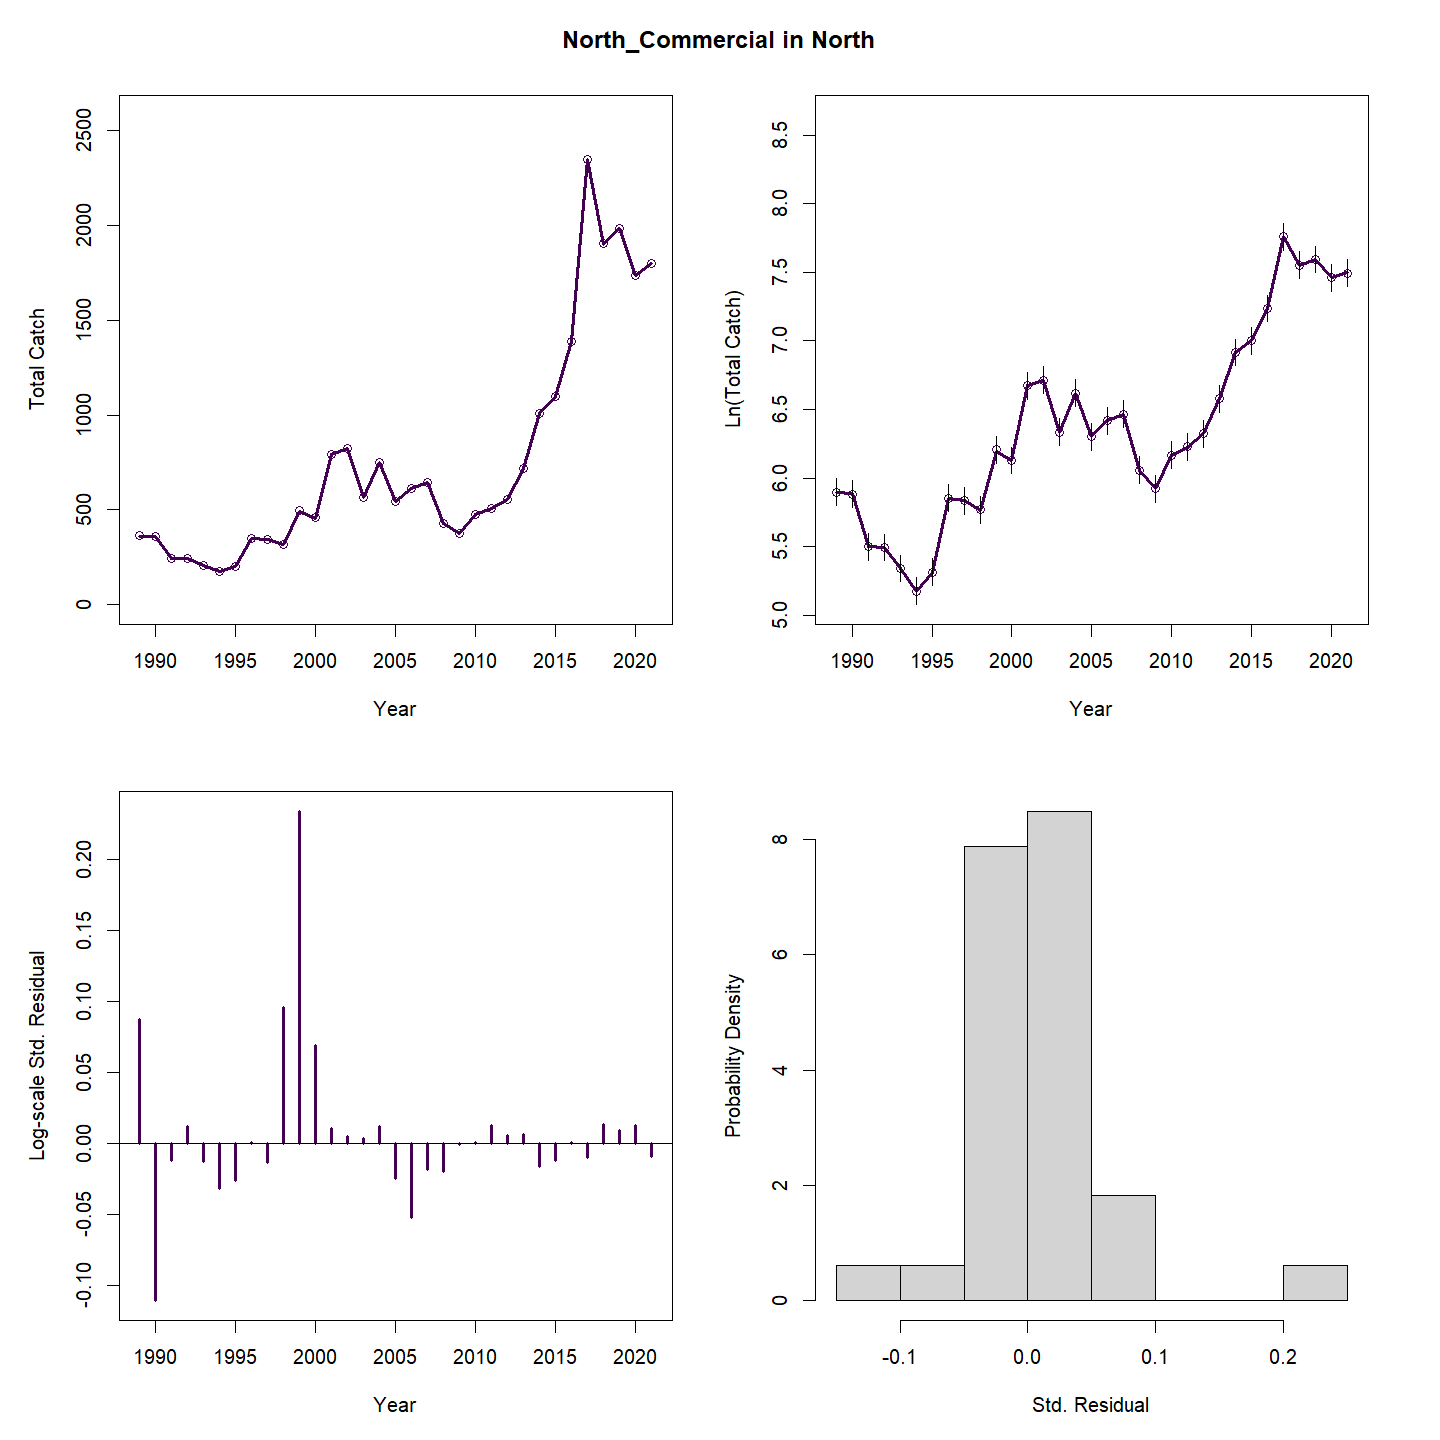 North_Commercial in North
Total Catch
0 500 1000 1500 2000 2500
1990 1995 2000 2005 2010 2015 2020
Year
Ln(Total Catch)
5.0 5.5 6.0 6.5 7.0 7.5 8.0 8.5
1990 1995 2000 2005 2010 2015 2020
Year
Log-scale Std. Residual
-0.10 -0.05 0.00 0.05 0.10 0.15 0.20
1990 1995 2000 2005 2010 2015 2020
Year
Probability Density
0 2 4 6 8
-0.1 0.0 0.1 0.2
Std. Residual